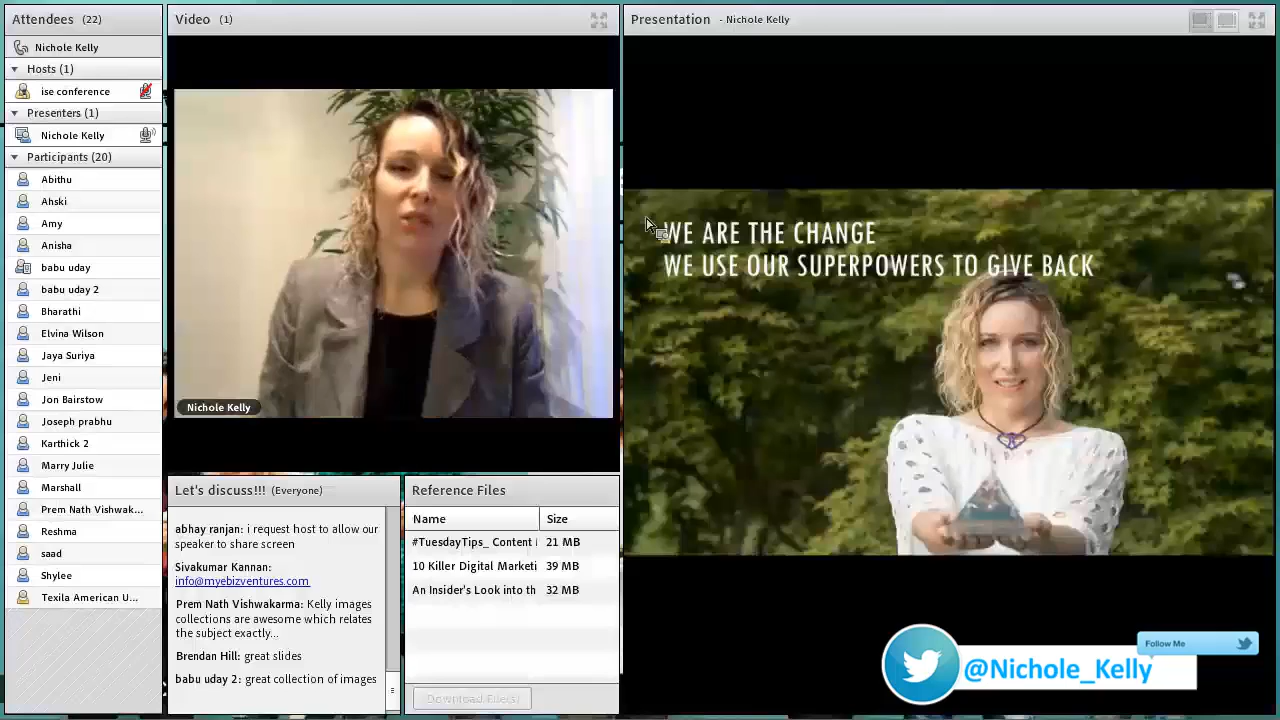 Attendees (22)
Nichole Kelly
Hosts (1)
ise conference
Presenters (1)
Nichole Kelly
Participants (20)
Abithu
Ahski
Amy
Anisha
babu uday
babu uday 2
Bharathi
Elvina Wilson
Jaya Suriya
Jeni
Jon Bairstow
Joseph prabhu
Karthick 2
Marry Julie
Marshall
Prem Nath Vishwak...
Reshma
saad
Shylee
Texila American U...
Video (1)
Nichole Kelly
Let's discuss!!! (Everyone)
abhay ranjan: i request host to allow our
speaker to share screen
Sivakumar Kannan:
info@myebizventures.com
Prem Nath Vishwakarma: Kelly images
collections are awesome which relates
the subject exactly...
Brendan Hill: great slides
babu uday 2: great collection of images
Reference Files
Name Size
#TuesdayTips_ Content 21 MB
10 Killer Digital Marketi 39 MB
An Insider's Look into th 32 MB
Download File(s)
Presentation - Nichole Kelly
WE ARE THE CHANGE
WE USE OUR SUPERPOWERS TO GIVE BACK
Follow Me
@Nichole_Kelly